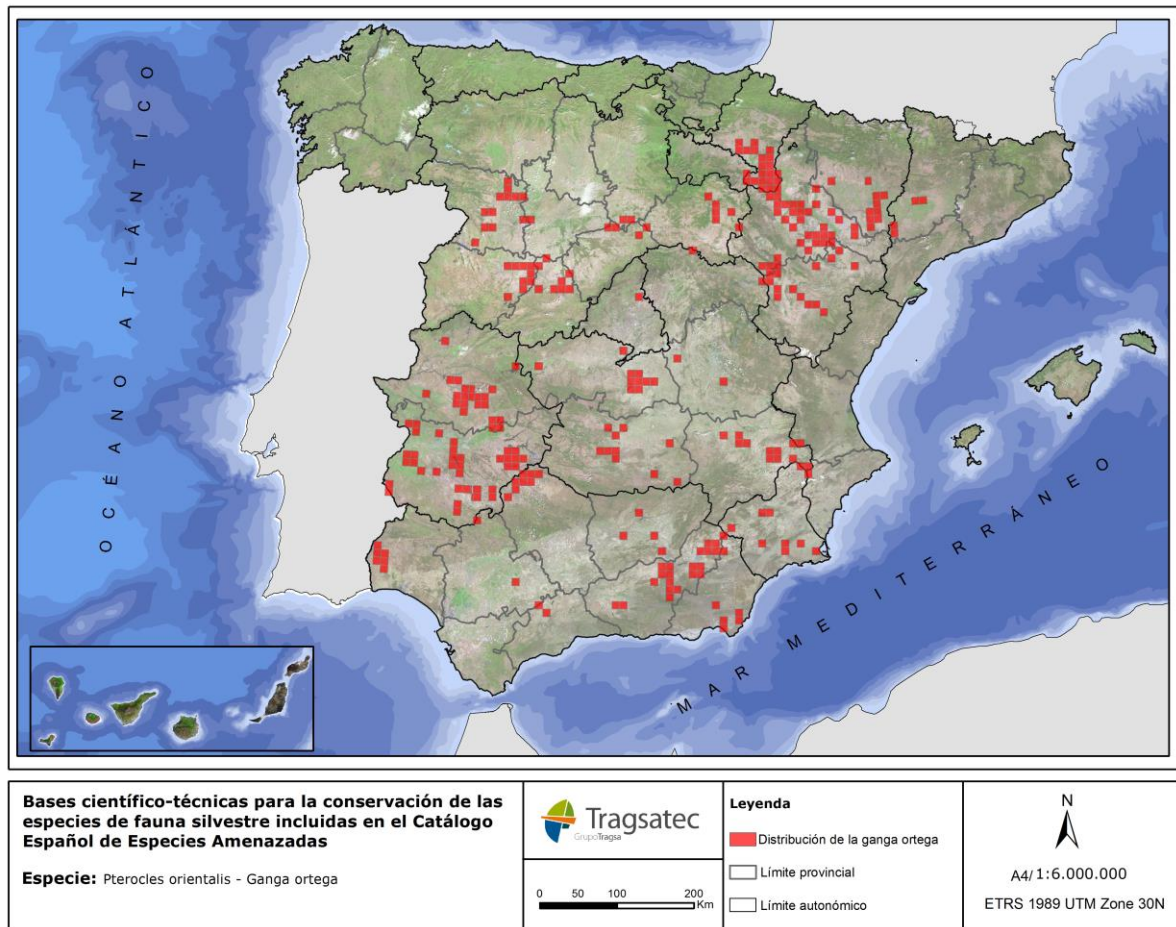 OCÉANO ATLÁNTICO
MAR MEDITERRÁNEO
Bases científico-técnicas para la conservación de las
especies de fauna silvestre incluidas en el Catálogo
Español de Especies Amenazadas
Especie: Pterocles orientalis - Ganga ortega
Tragsatec
GrupoTragsa
0 50 100 200
Km
Leyenda
Distribución de la ganga ortega
Límite provincial
Límite autonómico
N
A4/1:6.000.000
ETRS 1989 UTM Zone 30N